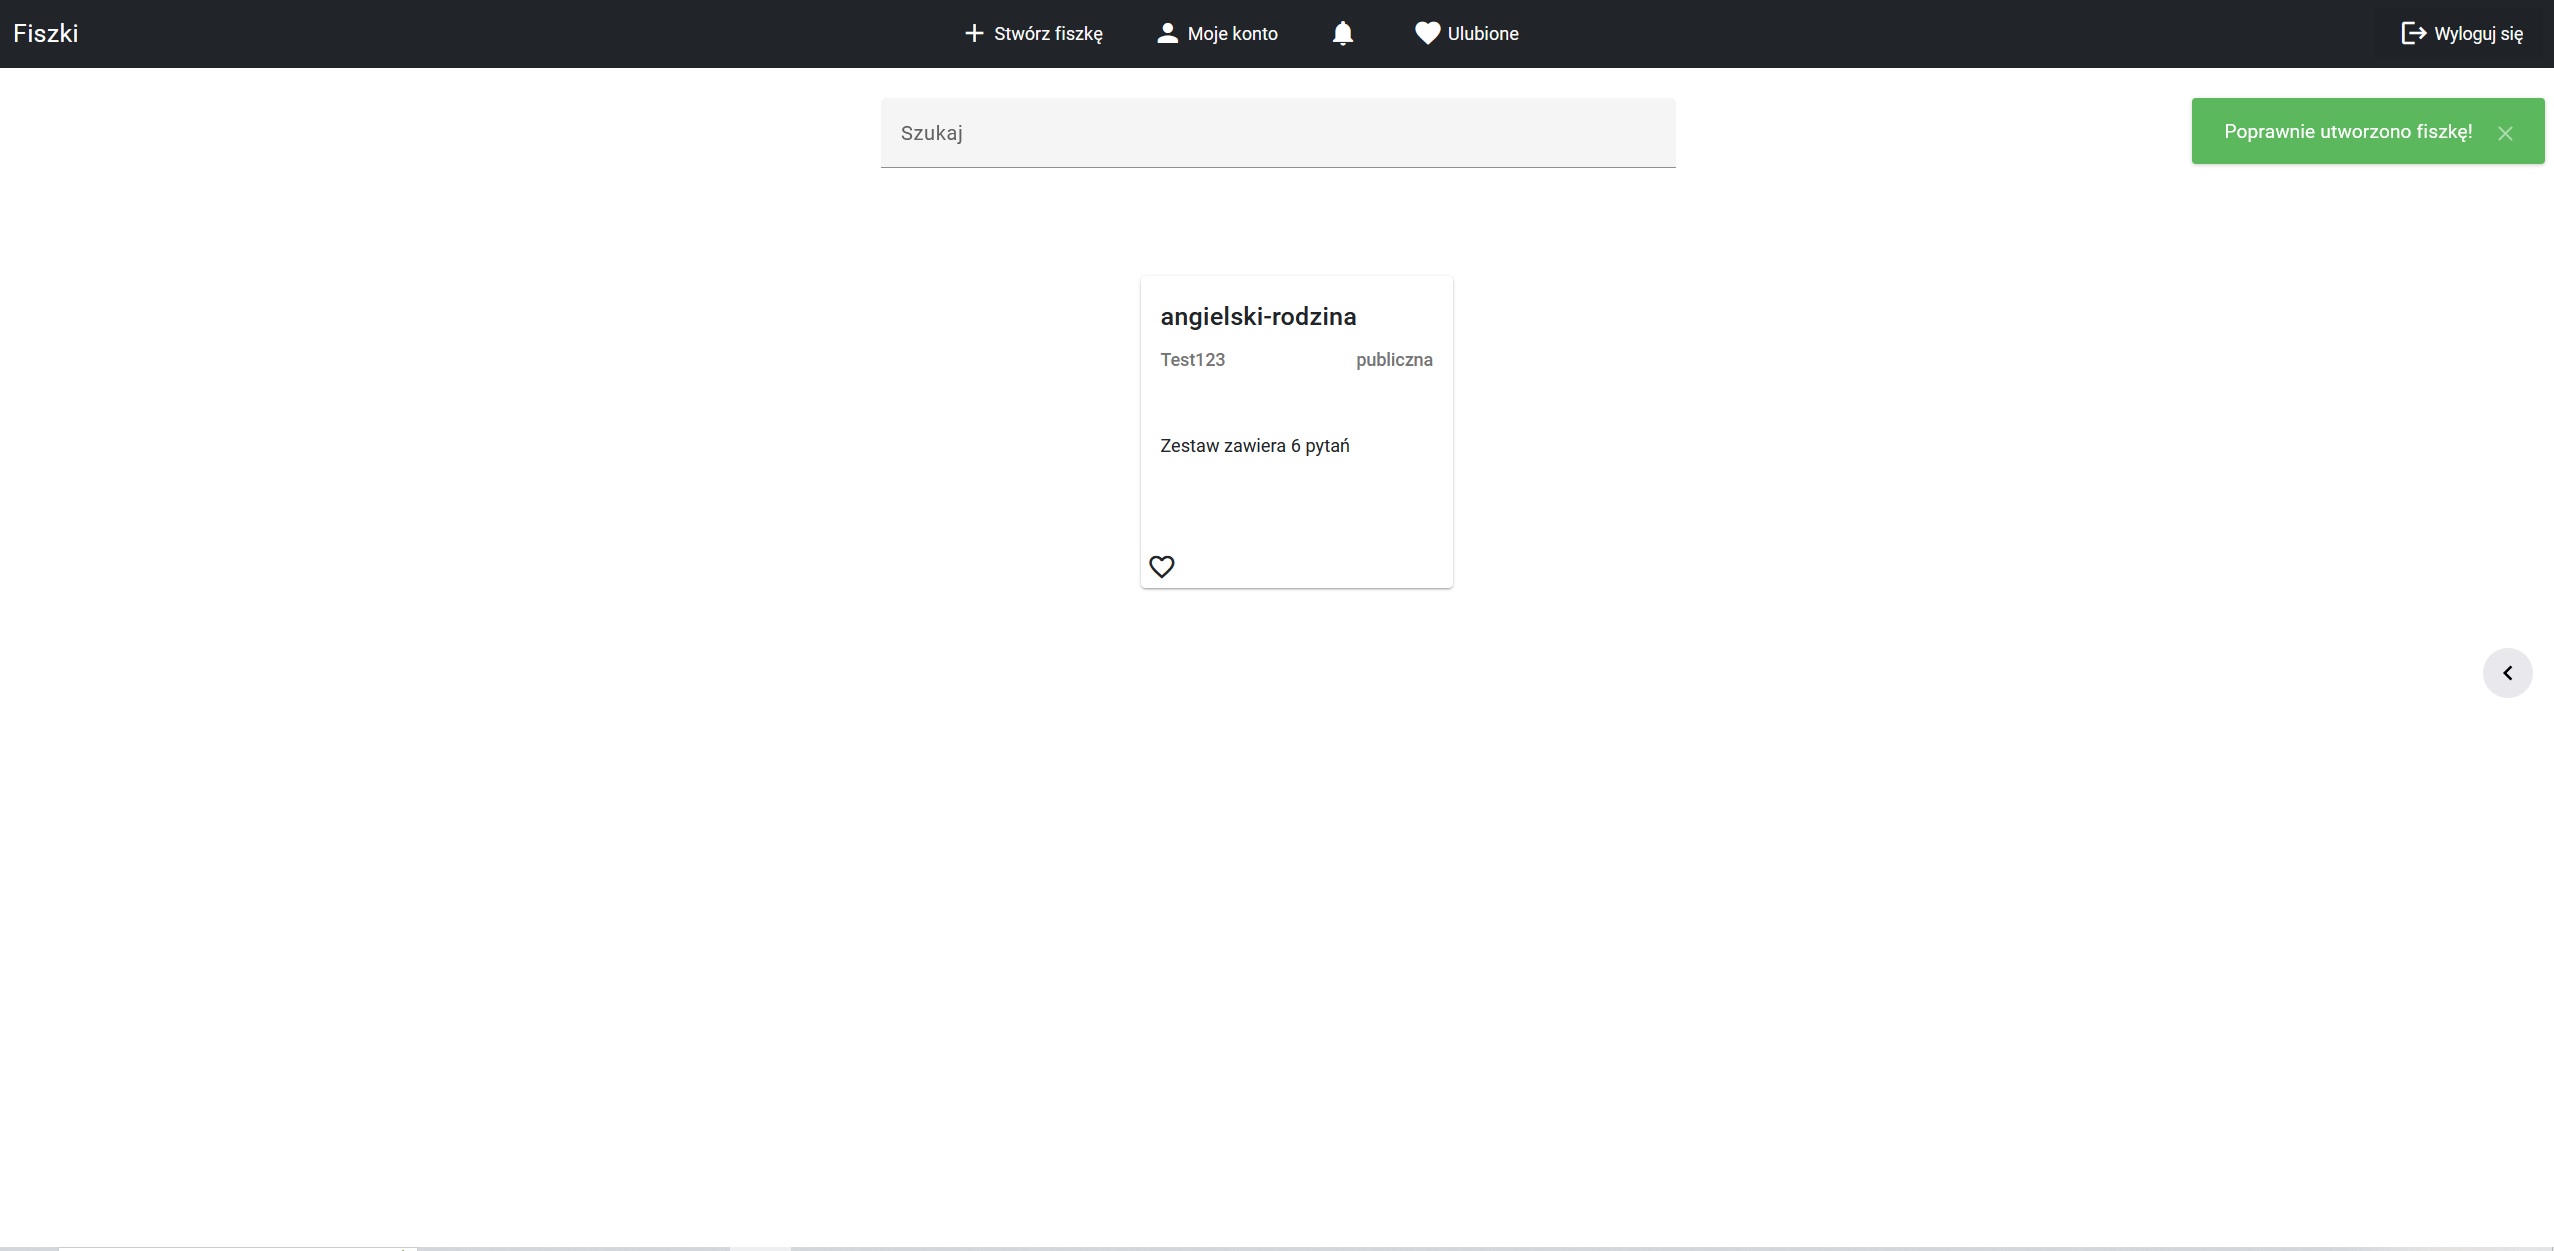 Fiszki
Stwórz fiszkę
Moje konto
Ulubione
Wyloguj się
Szukaj
Poprawnie utworzono fiszkę!
angielski-rodzina
Test123 publiczna
Zestaw zawiera 6 pytań